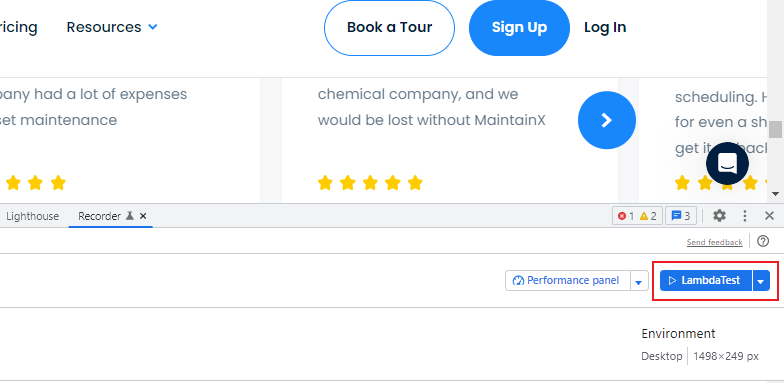 ricing Resources Book a Tour Sign Up Log In
pany had a lot of expenses
set maintenance
chemical company, and we
would be lost without MaintainX
scheduling. H
for even a sh
get it back
Lighthouse Recorder 1 2 3
Send feedback
Performance panel LambdaTest
Environment
Desktop 1498×249 px